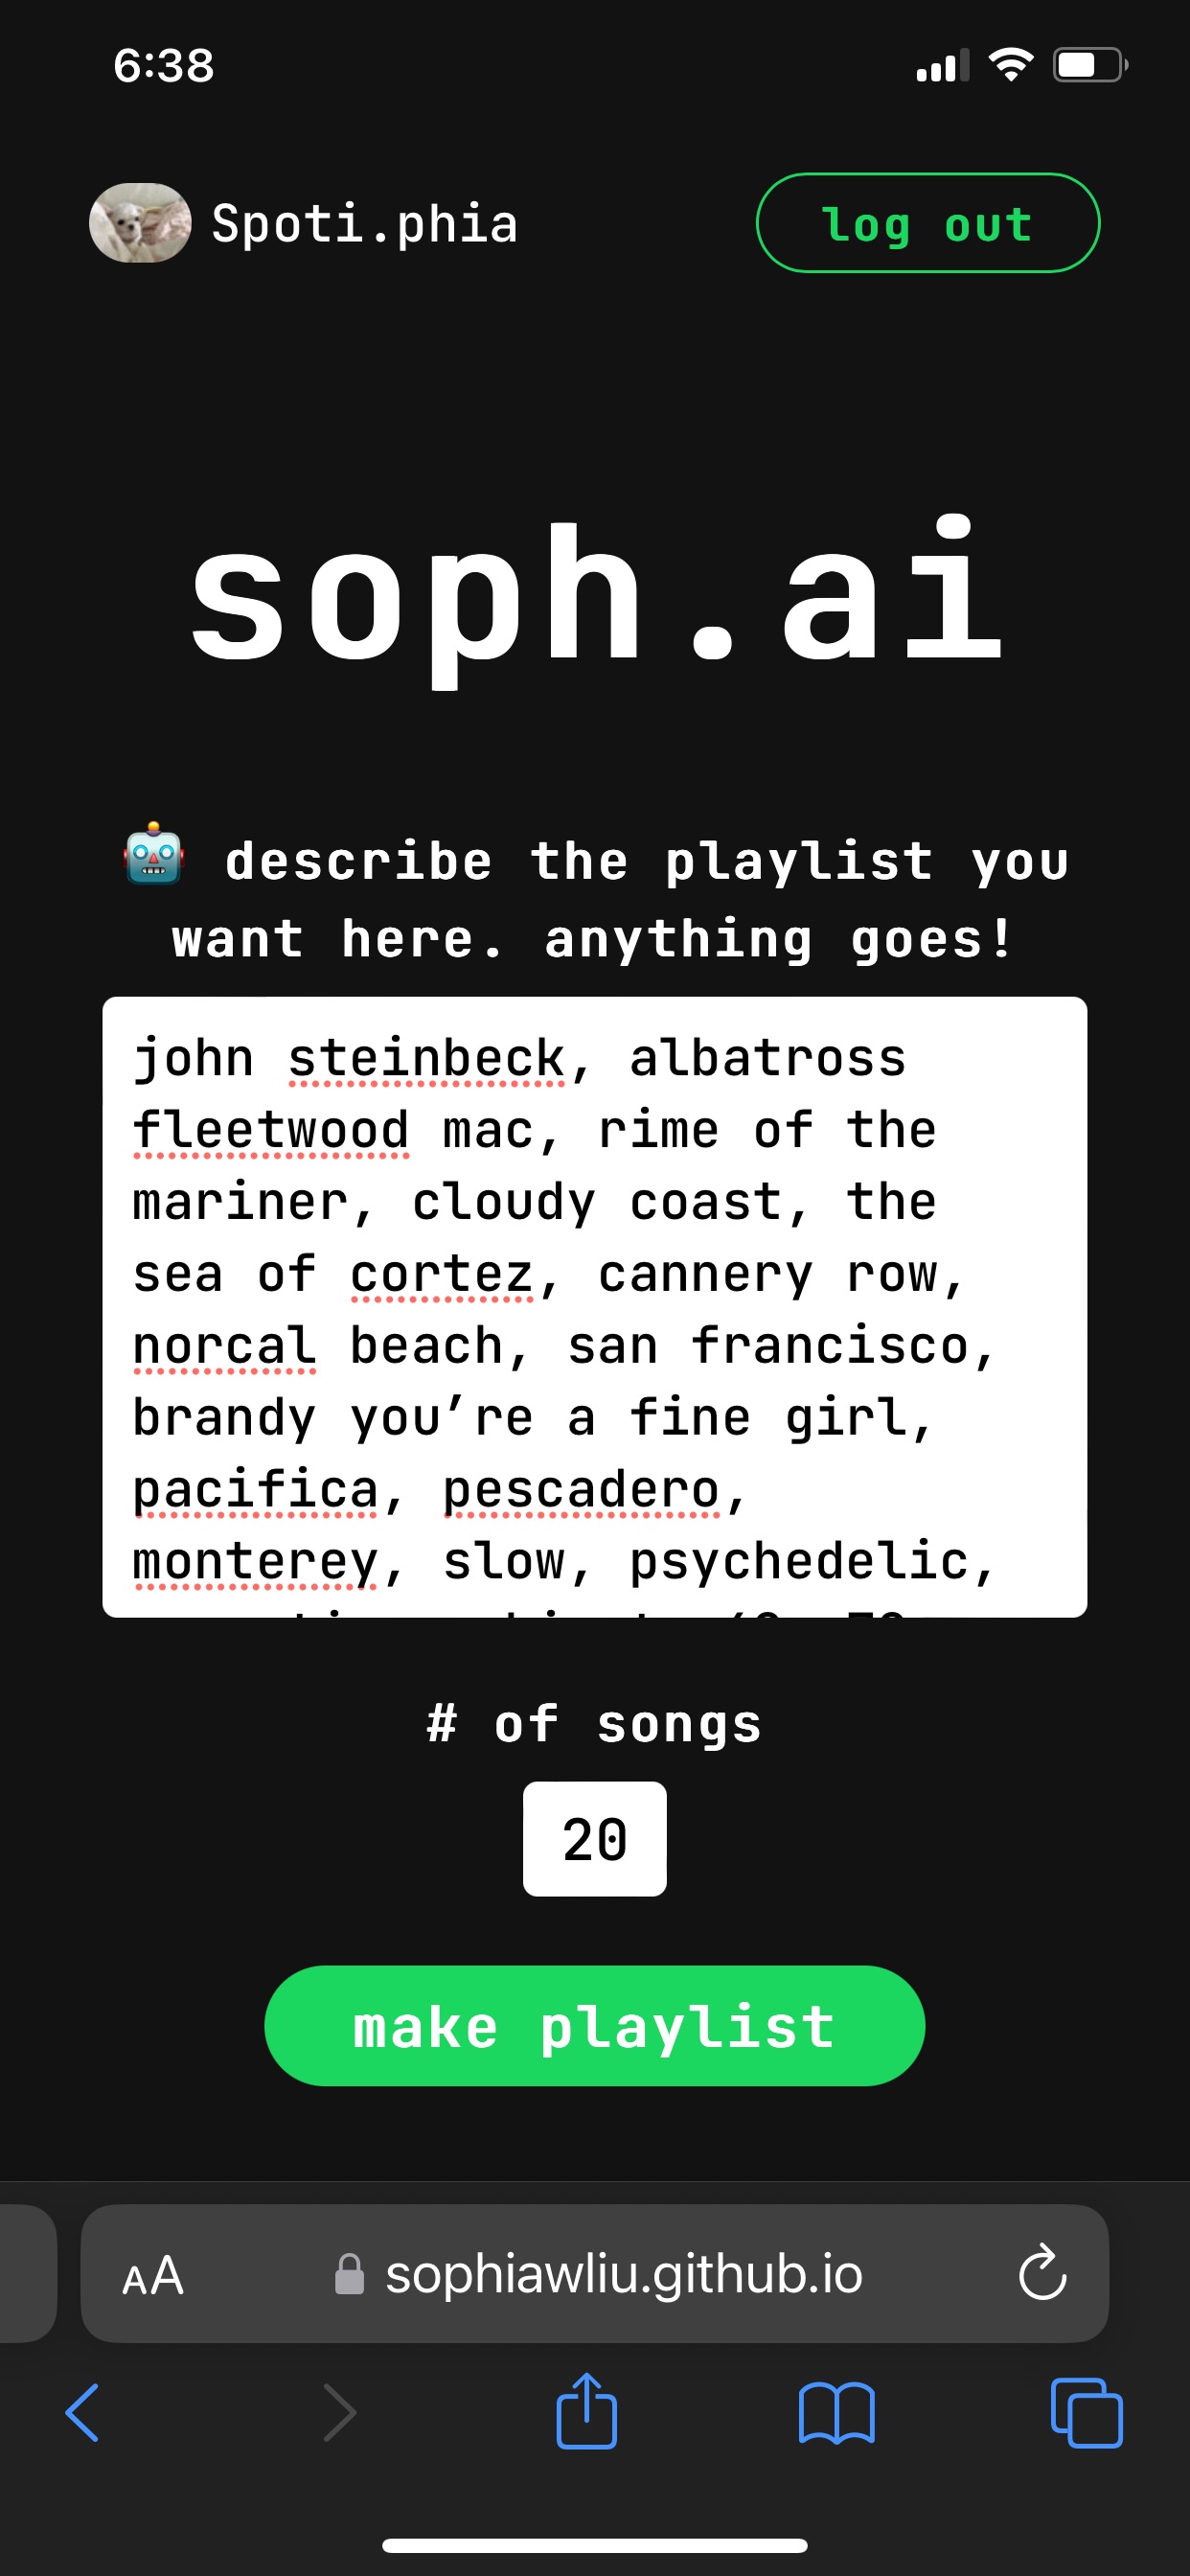 6:38
Spoti.phia
log out
soph.ai
🤖 describe the playlist you
want here. anything goes!
john steinbeck, albatross
fleetwood mac, rime of the
mariner, cloudy coast, the
sea of cortez, cannery row,
norcal beach, san francisco,
brandy you’re a fine girl,
pacifica, pescadero,
monterey, slow, psychedelic,
# of songs
20
make playlist
AA
sophiawliu.github.io